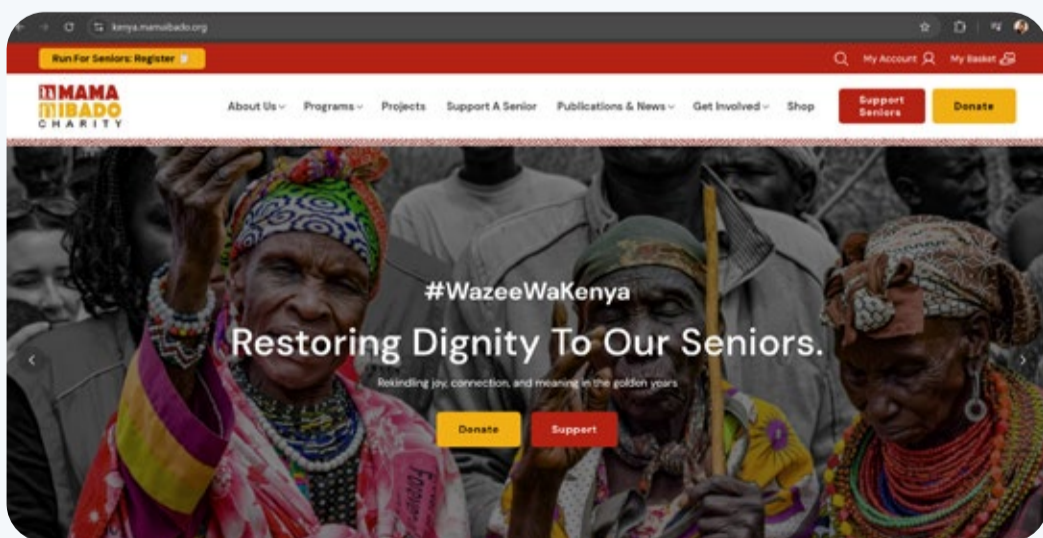 kenya.mamaibado.org
Run For Seniors: Register
My Account
My Basket
MAMA
IBADO
CHARITY
About Us
Programs
Projects
Support A Senior
Publications & News
Get Involved
Shop
Support
Seniors
Donate
#WazeeWaKenya
Restoring Dignity To Our Seniors.
Rekindling joy, connection, and meaning in the golden years
Donate
Support